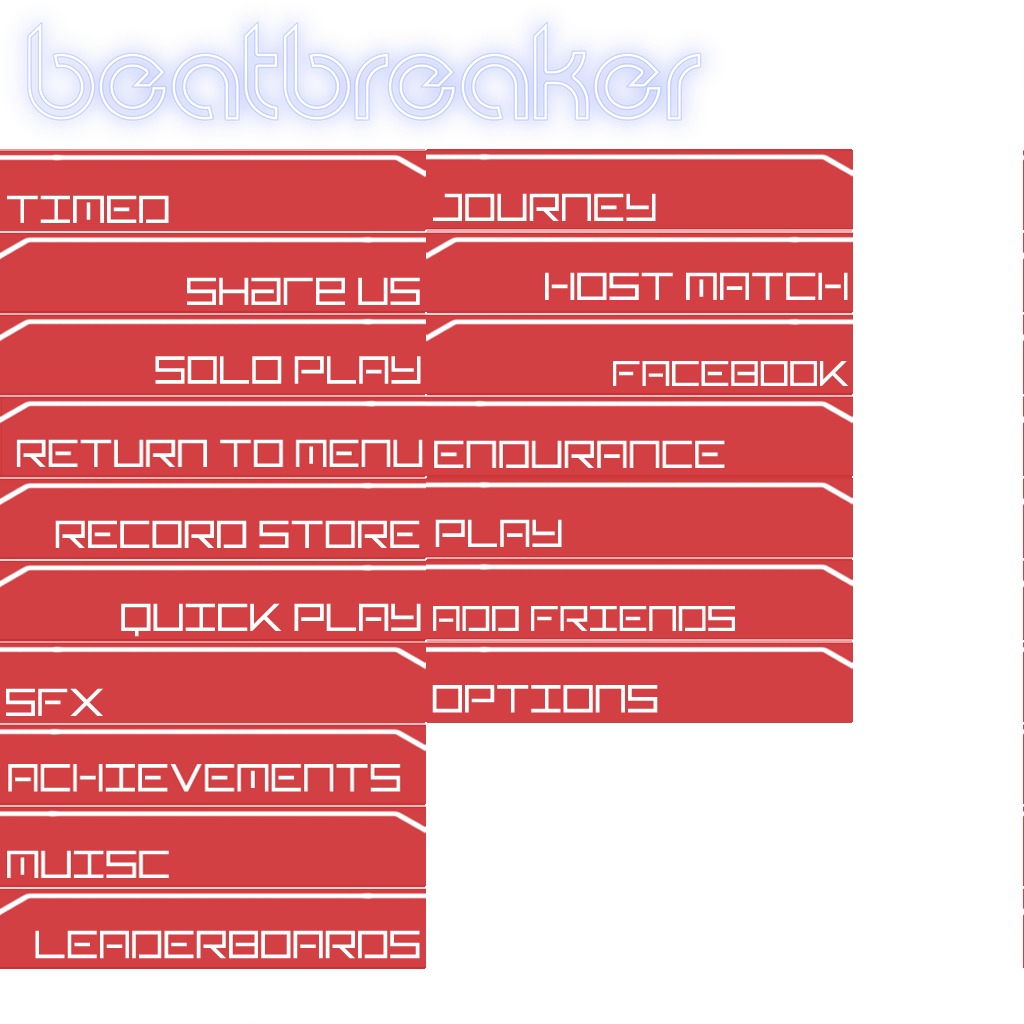 beatbreaker
TIMED
JOURNEY
SHARE US
HOST MATCH
SOLO PLAY
FACEBOOK
RETURN TO MENU
ENDURANCE
RECORD STORE
PLAY
QUICK PLAY
ADD FRIENDS
SFX
OPTIONS
ACHIEVEMENTS
MUISC
LEADERBOARDS